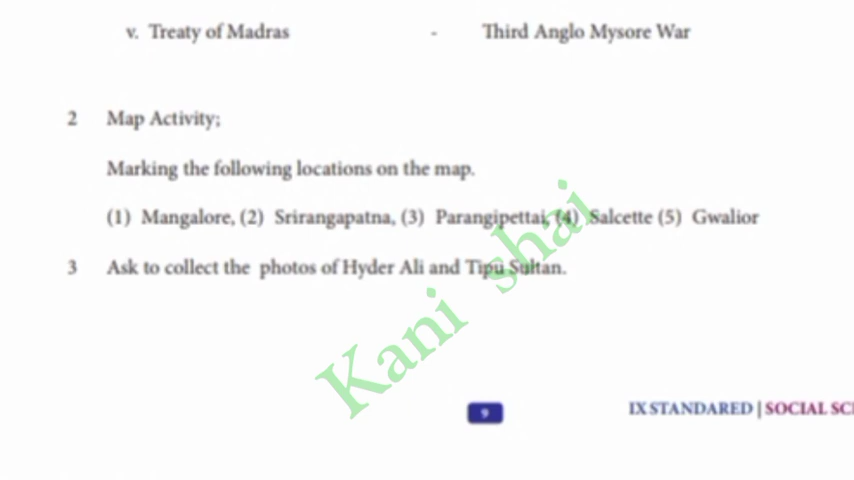 v. Treaty of Madras - Third Anglo Mysore War
2 Map Activity;
Marking the following locations on the map.
(1) Mangalore, (2) Srirangapatna, (3) Parangipettai, (4) Salcette (5) Gwalior
3 Ask to collect the photos of Hyder Ali and Tipu Sultan.
Kani shai
9 IX STANDARED | SOCIAL SCI